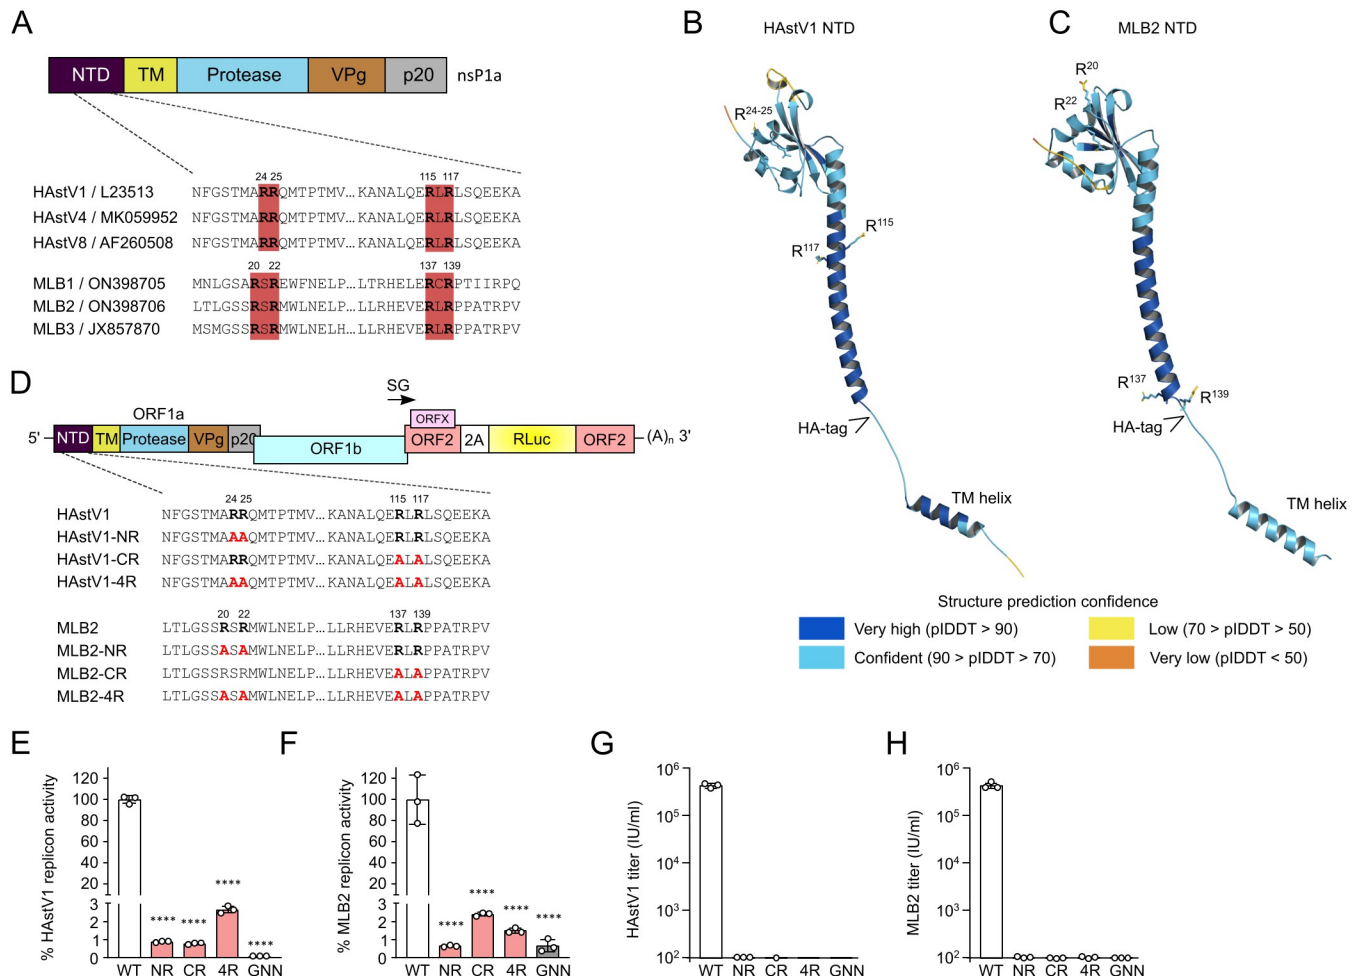 A
NTD TM Protease VPg p20 nsP1a
24 25 115 117
HAstV1 / L23513 NFGSTMARRQMTPTMV... KANALQERLRLSQEEKA
HAstV4 / MK059952 NFGSTMARRQMTPTMV... KANALQERLRLSQEEKA
HAstV8 / AF260508 NFGSTMARRQMTPTMV... KANALQERLRLSQEEKA
20 22 137 139
MLB1 / ON398705 MNLGSARSREWFNELP... LTRHELERCRPTIIRPQ
MLB2 / ON398706 LTLGSSRSRMWLNELP... LLRHEVERLRPPATRPV
MLB3 / JX857870 MSMGSSRSRMWLNELH... LLRHEVERLRPPATRPV
B
HAstV1 NTD
R24-25
R115
R117
HA-tag
TM helix
C
MLB2 NTD
R20
R22
R137
R139
HA-tag
TM helix
Structure prediction confidence
Very high (pIDDT > 90)
Low (70 > pIDDT > 50)
Confident (90 > pIDDT > 70)
Very low (pIDDT < 50)
D
SG
ORF1a
ORFX
5' NTD TM Protease VPg p20 ORF1b ORF2 2A RLuc ORF2 (A)n 3'
24 25 115 117
HAstV1 NFGSTMARRQMTPTMV... KANALQERLRLSQEEKA
HAstV1-NR NFGSTMAAAQMTPTMV... KANALQERLRLSQEEKA
HAstV1-CR NFGSTMARRQMTPTMV... KANALQEALALSQEEKA
HAstV1-4R NFGSTMAAAQMTPTMV... KANALQEALALSQEEKA
20 22 137 139
MLB2 LTLGSSRSRMWLNELP... LLRHEVERLRPPATRPV
MLB2-NR LTLGSSASAMWLNELP... LLRHEVERLRPPATRPV
MLB2-CR LTLGSSRSRMWLNELP... LLRHEVEALAPPATRPV
MLB2-4R LTLGSSASAMWLNELP... LLRHEVEALAPPATRPV
E
% HAstV1 replicon activity
120
100
80
60
40
20
3
2
1
0
**** **** **** ****
WT NR CR 4R GNN
F
% MLB2 replicon activity
120
100
80
60
40
20
3
2
1
0
**** **** **** ****
WT NR CR 4R GNN
G
HAstV1 titer (IU/ml)
10^6
10^5
10^4
10^3
10^2
WT NR CR 4R GNN
H
MLB2 titer (IU/ml)
10^6
10^5
10^4
10^3
10^2
WT NR CR 4R GNN